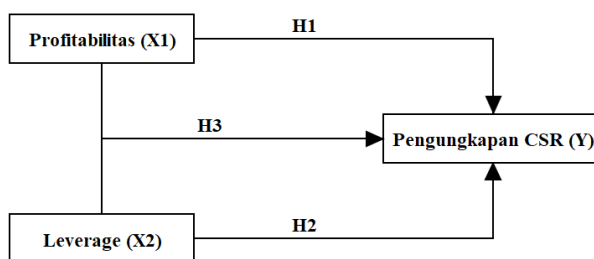 H1
Profitabilitas (X1)
H3
Pengungkapan CSR (Y)
H2
Leverage (X2)